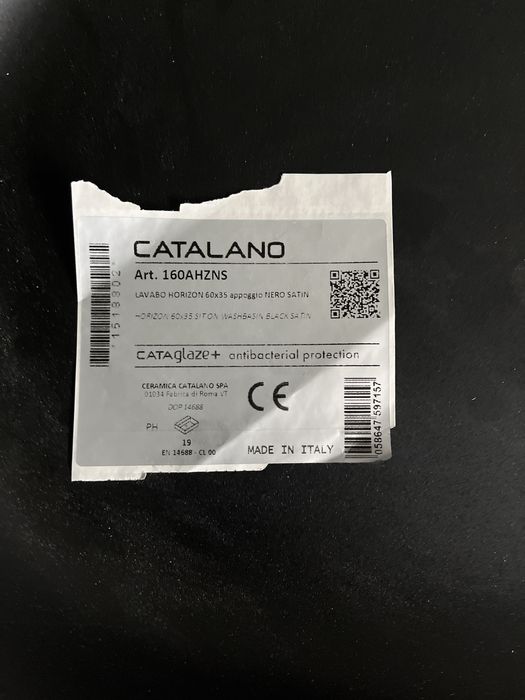 CATALANO
Art. 160AHZNS
LAVABO HORIZON 60x35 appoggio NERO SATIN
HORIZON 60x35 SIT ON WASHBASIN BLACK SATIN
CATAglaze+ antibacterial protection
CERAMICA CATALANO SPA
01034 Fabrica di Roma VT
DOP 14688
CE
PH
19
EN 14688 - CL 00
MADE IN ITALY
058647 597157